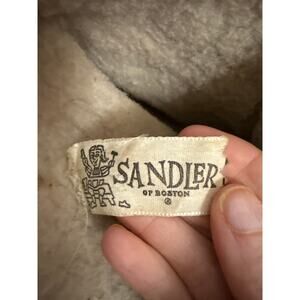 SANDLER
OF BOSTON
®